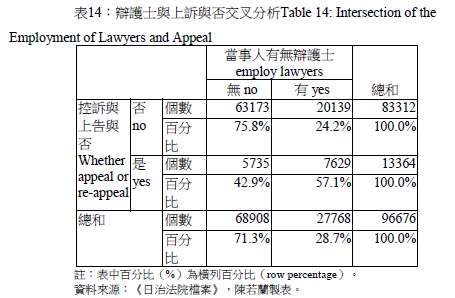 表14：辯護士與上訴與否交叉分析Table 14: Intersection of the
Employment of Lawyers and Appeal
當事人有無辯護士
employ lawyers
總和
無 no
有 yes
控訴與
上告與
否
Whether
appeal or
re-appeal
否
no
個數
63173
20139
83312
百分
比
75.8%
24.2%
100.0%
是
yes
個數
5735
7629
13364
百分
比
42.9%
57.1%
100.0%
總和
個數
68908
27768
96676
百分
比
71.3%
28.7%
100.0%
註：表中百分比（%）為橫列百分比（row percentage）。
資料來源：《日治法院檔案》，陳若蘭製表。